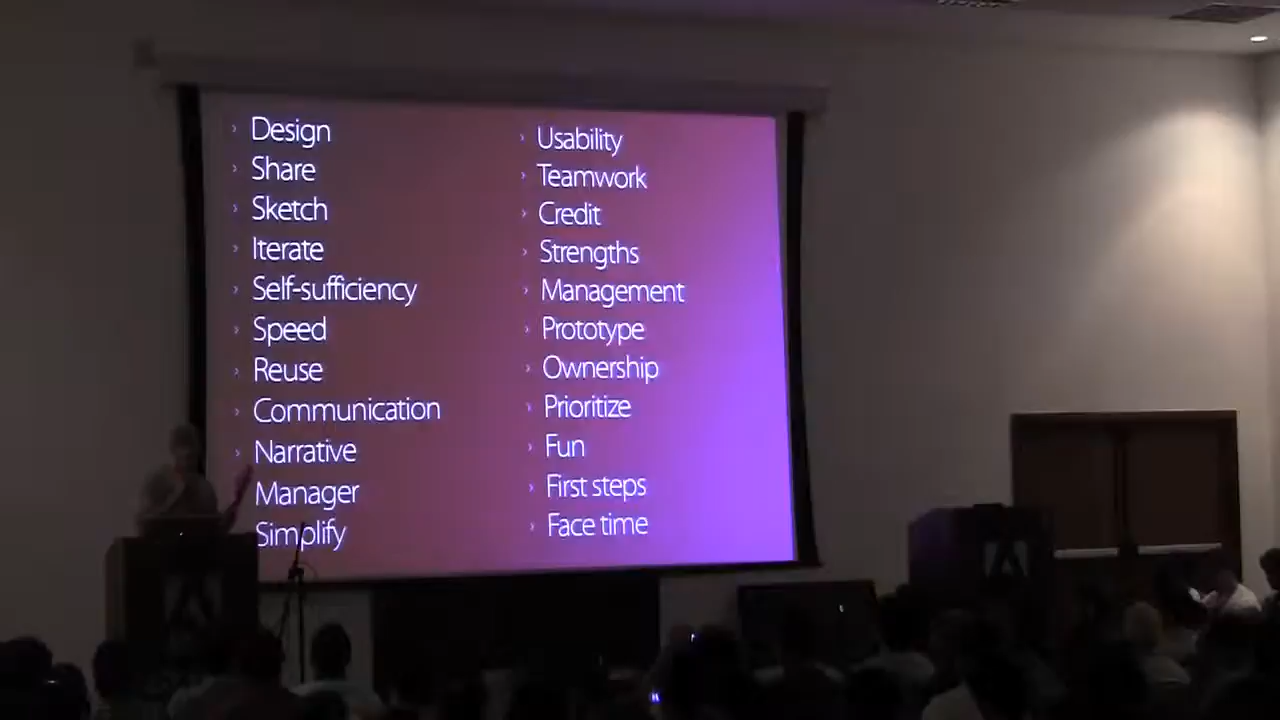 › Design
› Share
› Sketch
› Iterate
› Self-sufficiency
› Speed
› Reuse
› Communication
› Narrative
Manager
Simplify
› Usability
› Teamwork
› Credit
› Strengths
› Management
› Prototype
› Ownership
› Prioritize
› Fun
› First steps
› Face time